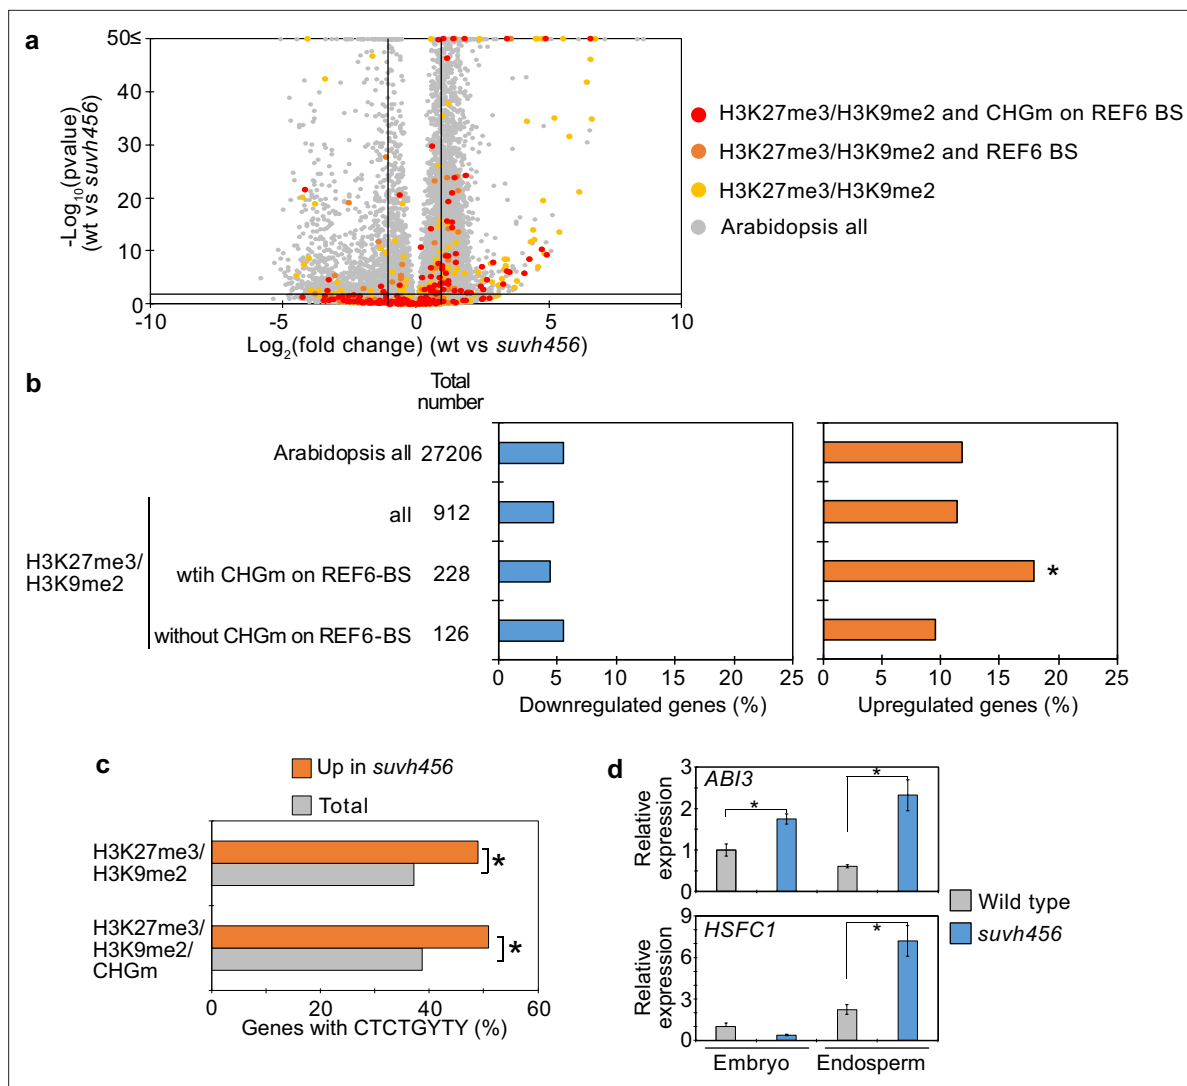 a
50≤
40
30
20
10
0
-Log10(pvalue)
(wt vs suvh456)
-10
-5
0
5
10
Log2(fold change) (wt vs suvh456)
H3K27me3/H3K9me2 and CHGm on REF6 BS
H3K27me3/H3K9me2 and REF6 BS
H3K27me3/H3K9me2
Arabidopsis all
b
Total
number
Arabidopsis all 27206
all 912
H3K27me3/
H3K9me2
wtih CHGm on REF6-BS 228
without CHGm on REF6-BS 126
0 5 10 15 20 25
Downregulated genes (%)
*
0 5 10 15 20 25
Upregulated genes (%)
c
Up in suvh456
Total
H3K27me3/
H3K9me2
*
H3K27me3/
H3K9me2/
CHGm
*
0 20 40 60
Genes with CTCTGYTY (%)
d
Relative
expression
3
2
1
0
ABI3
*
*
Relative
expression
9
6
3
0
HSFC1
*
Embryo Endosperm
Wild type
suvh456